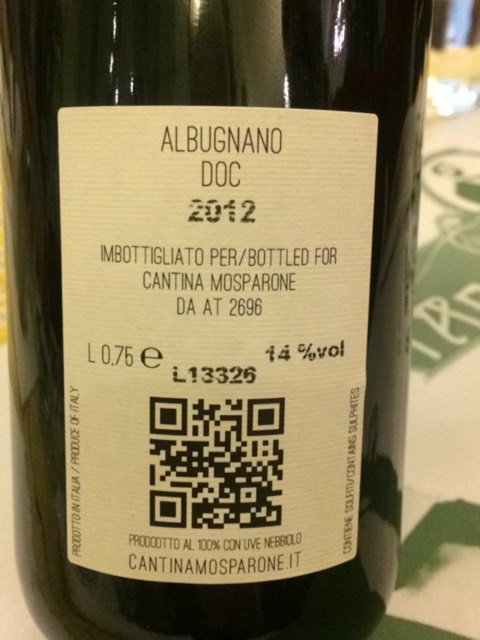 ALBUGNANO
DOC
2012
IMBOTTIGLIATO PER/BOTTLED FOR
CANTINA MOSPARONE
DA AT 2696
L 0,75 e 14 %vol
L13326
PRODOTTO IN ITALIA / PRODUCE OF ITALY
CONTIENE SOLFITI/CONTAINS SULPHITES
PRODODTTO AL 100% CON UVE NEBBIOLO
CANTINAMOSPARONE.IT